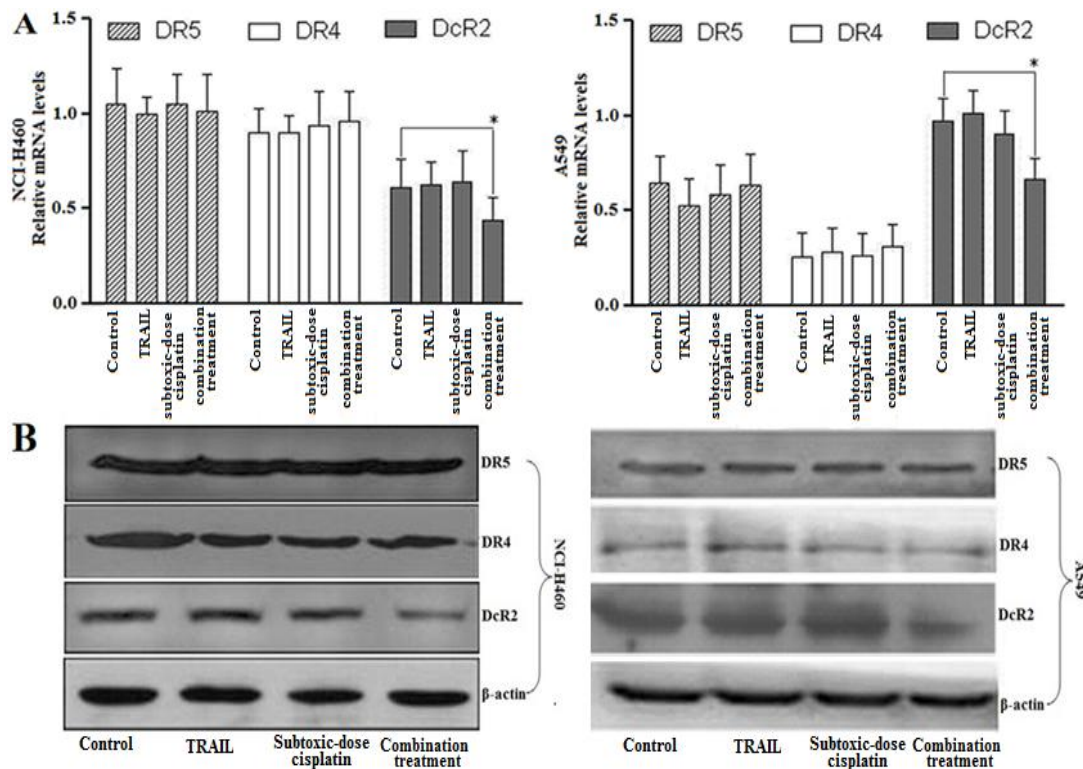 A
1.5
1.0
0.5
0.0
NCI-H460
Relative mRNA levels
DR5 DR4 DcR2
*
Control
TRAIL
subtoxic-dose
cisplatin
combination
treatment
Control
TRAIL
subtoxic-dose
cisplatin
combination
treatment
Control
TRAIL
subtoxic-dose
cisplatin
combination
treatment
1.5
1.0
0.5
0.0
A549
Relative mRNA levels
DR5 DR4 DcR2
*
Control
TRAIL
subtoxic-dose
cisplatin
combination
treatment
Control
TRAIL
subtoxic-dose
cisplatin
combination
treatment
Control
TRAIL
subtoxic-dose
cisplatin
combination
treatment
B
DR5
DR4
DcR2
β-actin
NCI-H460
Control TRAIL Subtoxic-dose Combination
cisplatin treatment
DR5
DR4
DcR2
β-actin
A549
Control TRAIL Subtoxic-dose Combination
cisplatin treatment